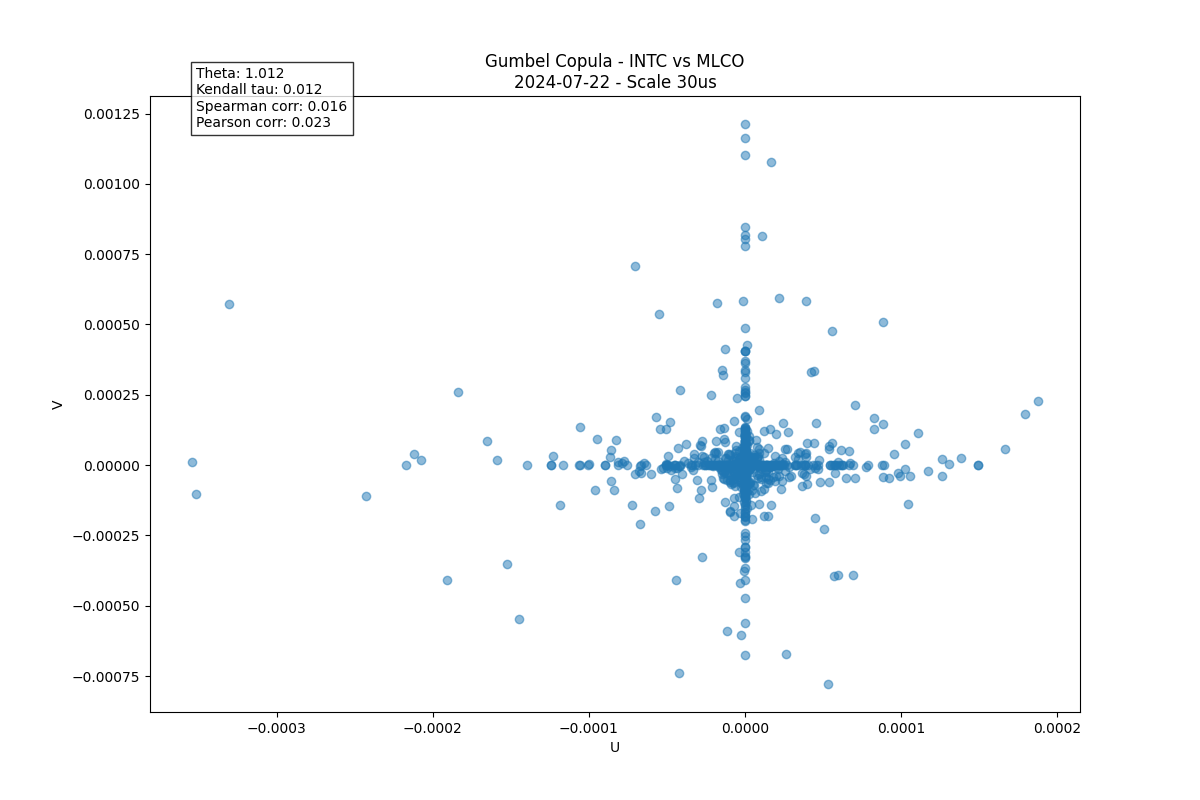 Gumbel Copula - INTC vs MLCO
2024-07-22 - Scale 30us
Theta: 1.012
Kendall tau: 0.012
Spearman corr: 0.016
Pearson corr: 0.023
V
0.00125
0.00100
0.00075
0.00050
0.00025
0.00000
−0.00025
−0.00050
−0.00075
−0.0003
−0.0002
−0.0001
0.0000
0.0001
0.0002
U